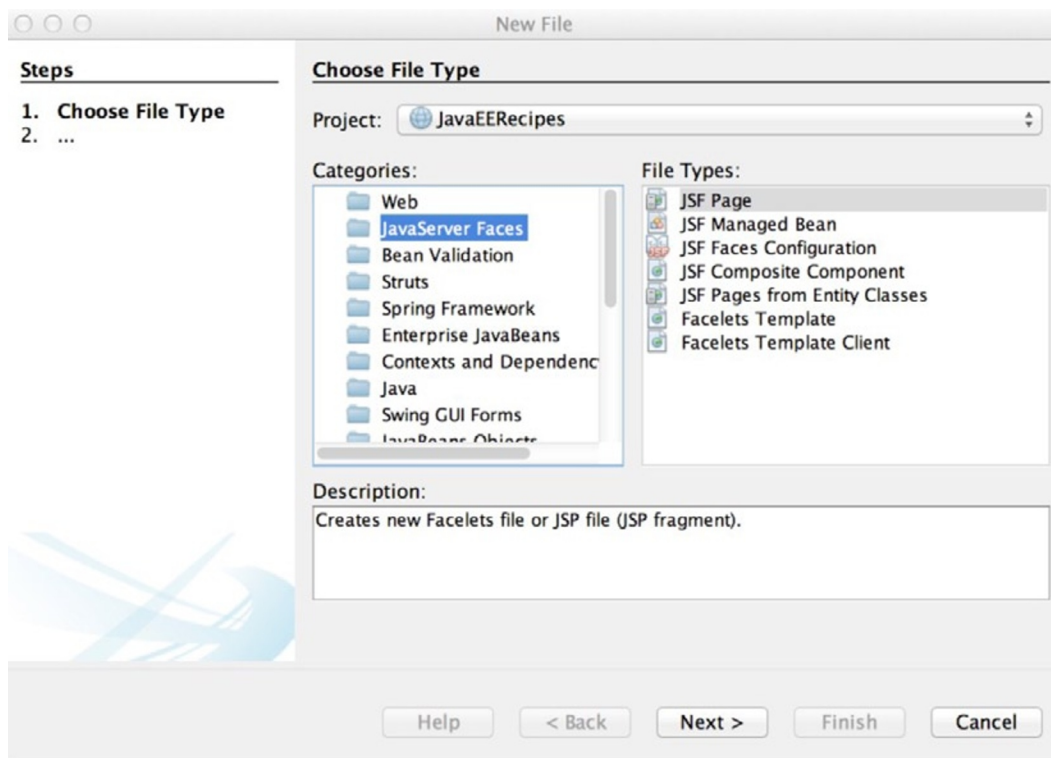 New File
Steps
1. Choose File Type
2. ...
Choose File Type
Project: JavaEERecipes
Categories:
Web
JavaServer Faces
Bean Validation
Struts
Spring Framework
Enterprise JavaBeans
Contexts and Dependenc
Java
Swing GUI Forms
JavaBeans Objects
File Types:
JSF Page
JSF Managed Bean
JSF Faces Configuration
JSF Composite Component
JSF Pages from Entity Classes
Facelets Template
Facelets Template Client
Description:
Creates new Facelets file or JSP file (JSP fragment).
Help
< Back
Next >
Finish
Cancel